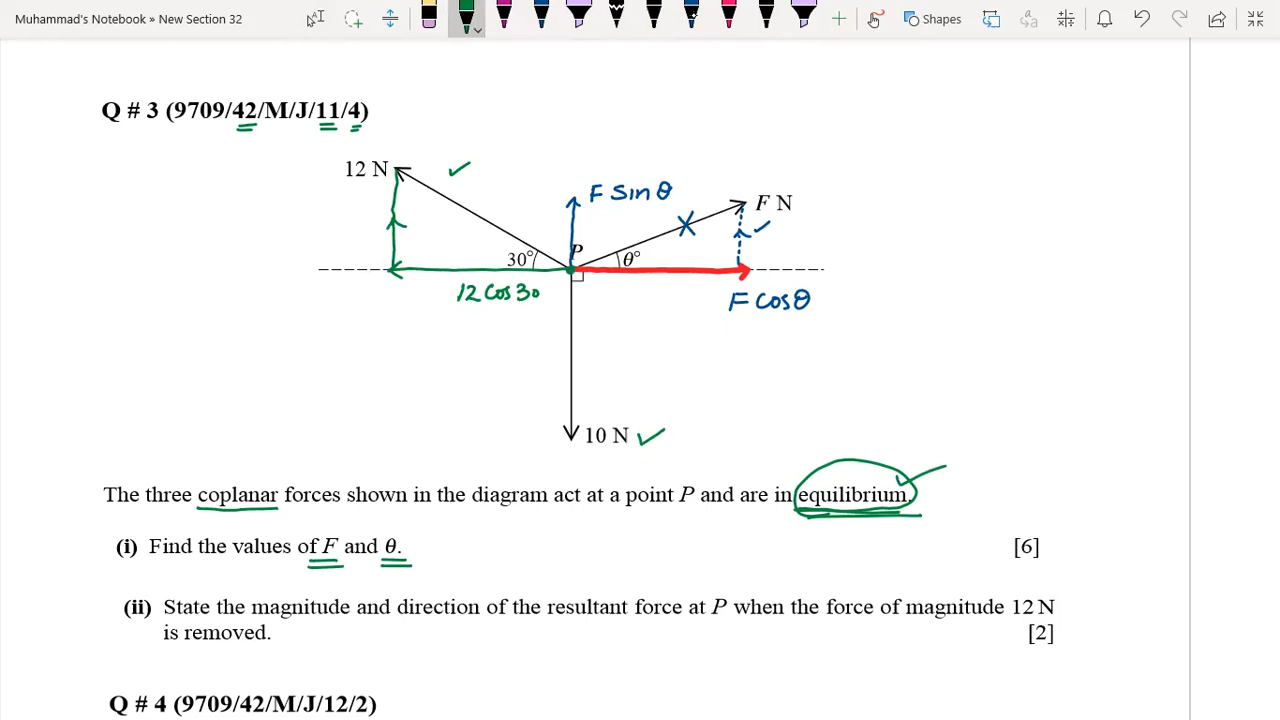 Muhammad's Notebook » New Section 32
Shapes
Q # 3 (9709/42/M/J/11/4)
12 N
F Sin θ
F N
P
30°
θ°
12 Cos 30
F Cos θ
10 N
The three coplanar forces shown in the diagram act at a point P and are in equilibrium.
(i) Find the values of F and θ. [6]
(ii) State the magnitude and direction of the resultant force at P when the force of magnitude 12 N
is removed. [2]
Q # 4 (9709/42/M/J/12/2)